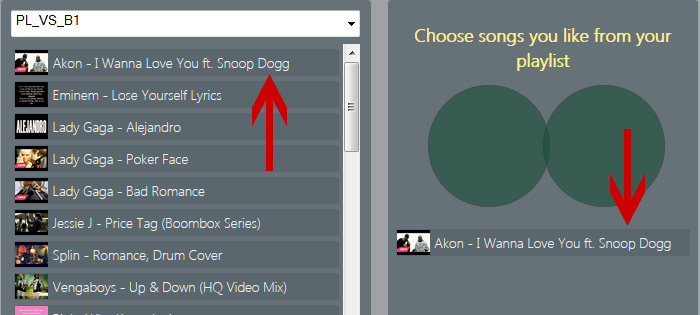 PL_VS_B1
Akon - I Wanna Love You ft. Snoop Dogg
Eminem - Lose Yourself Lyrics
ALEJANDRO
Lady Gaga - Alejandro
Lady Gaga - Poker Face
Lady Gaga - Bad Romance
Jessie J - Price Tag (Boombox Series)
Splin - Romance, Drum Cover
Vengaboys - Up & Down (HQ Video Mix)
Choose songs you like from your
playlist
Akon - I Wanna Love You ft. Snoop Dogg